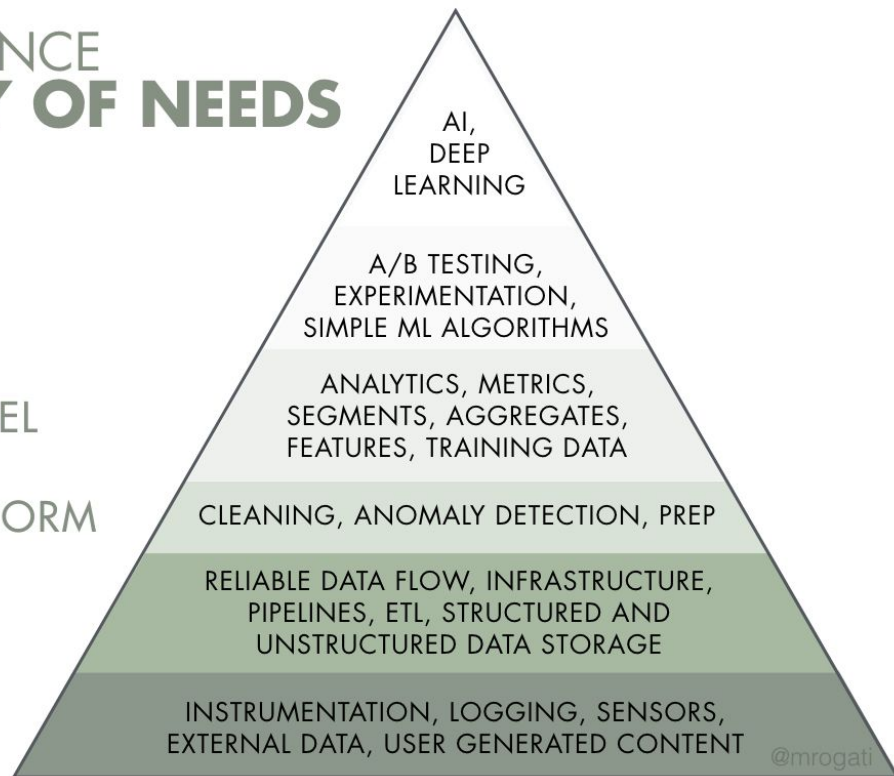 NCE
Y OF NEEDS
AI,
DEEP
LEARNING
A/B TESTING,
EXPERIMENTATION,
SIMPLE ML ALGORITHMS
EL
ANALYTICS, METRICS,
SEGMENTS, AGGREGATES,
FEATURES, TRAINING DATA
ORM
CLEANING, ANOMALY DETECTION, PREP
RELIABLE DATA FLOW, INFRASTRUCTURE,
PIPELINES, ETL, STRUCTURED AND
UNSTRUCTURED DATA STORAGE
INSTRUMENTATION, LOGGING, SENSORS,
EXTERNAL DATA, USER GENERATED CONTENT
@mrogati